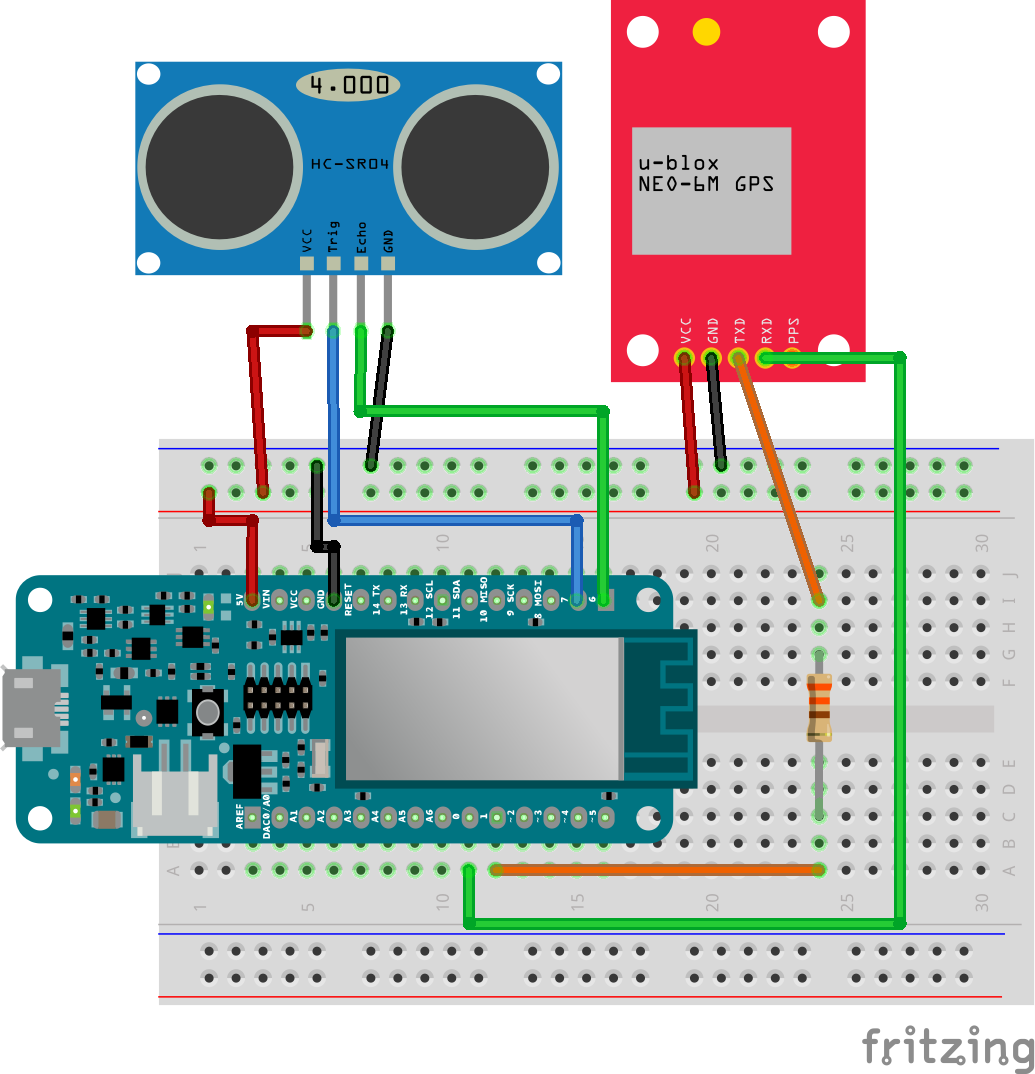 4.000
HC-SR04
VCC Trig Echo GND
u-blox
NEO-6M GPS
VCC GND TXD RXD PPS
1 5 10 20 25 30
J
I
H
G
F
5V VIN VCC GND RESET 14 TX 13 RX 12 SCL 11 SDA 10 MISO 9 SCK 8 MOSI 7 6
AREF DAC0/A0 A1 A2 A3 A4 A5 A6 0 1 ~2 ~3 ~4 ~5
E
D
C
B B
A A
1 5 10 15 20 25 30
fritzing